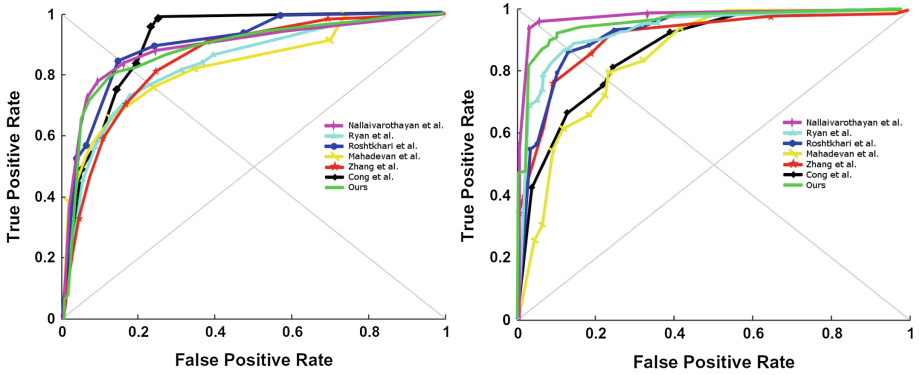 1
0.8
0.6
0.4
0.2
0
0 0.2 0.4 0.6 0.8 1
True Positive Rate
False Positive Rate
Nallaivarothayan et al.
Ryan et al.
Roshtkhari et al.
Mahadevan et al.
Zhang et al.
Cong et al.
Ours
1
0.8
0.6
0.4
0.2
0
0 0.2 0.4 0.6 0.8 1
True Positive Rate
False Positive Rate
Nallaivarothayan et al.
Ryan et al.
Roshtkhari et al.
Mahadevan et al.
Zhang et al.
Cong et al.
Ours